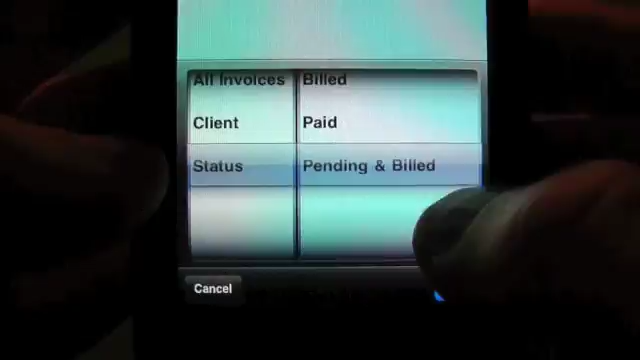 All Invoices Billed
Client Paid
Status Pending & Billed
Cancel